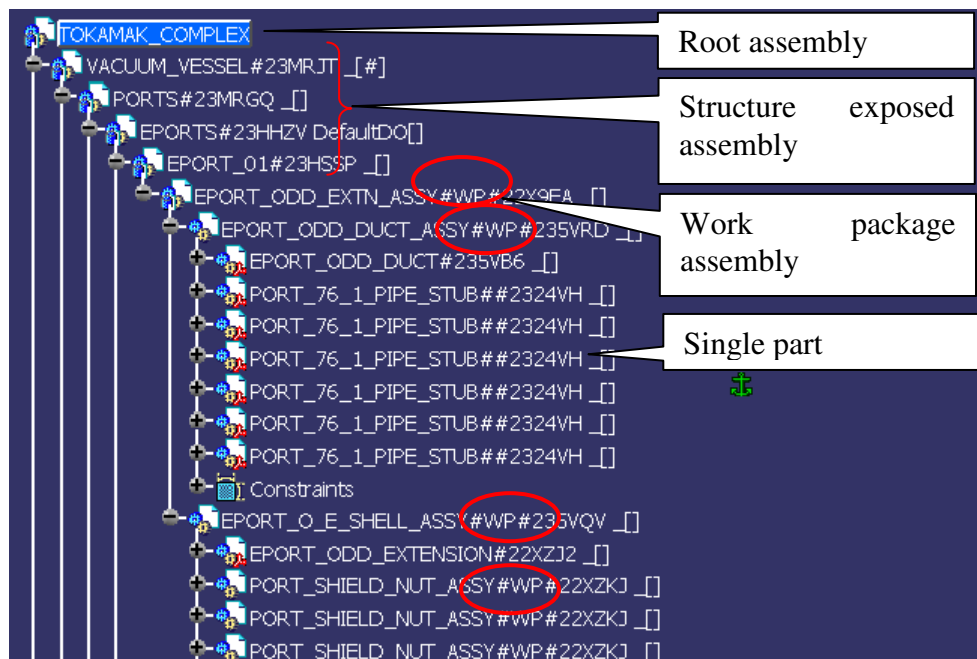 TOKAMAK_COMPLEX
Root assembly
VACUUM_VESSEL#23MRJT _[#]
PORTS#23MRGQ _[]
Structure exposed
assembly
EPORTS#23HHZV DefaultDO[]
EPORT_01#23HSSP _[]
EPORT_ODD_EXTN_ASSY#WP#22X9EA _[]
Work package
assembly
EPORT_ODD_DUCT_ASSY#WP#235VRD _[]
EPORT_ODD_DUCT#235VB6 _[]
PORT_76_1_PIPE_STUB##2324VH _[]
PORT_76_1_PIPE_STUB##2324VH _[]
Single part
PORT_76_1_PIPE_STUB##2324VH _[]
PORT_76_1_PIPE_STUB##2324VH _[]
PORT_76_1_PIPE_STUB##2324VH _[]
PORT_76_1_PIPE_STUB##2324VH _[]
Constraints
EPORT_O_E_SHELL_ASSY#WP#235VQV _[]
EPORT_ODD_EXTENSION#22XZJ2 _[]
PORT_SHIELD_NUT_ASSY#WP#22XZKJ _[]
PORT_SHIELD_NUT_ASSY#WP#22XZKJ _[]
PORT_SHIELD_NUT_ASSY#WP#22XZKJ _[]